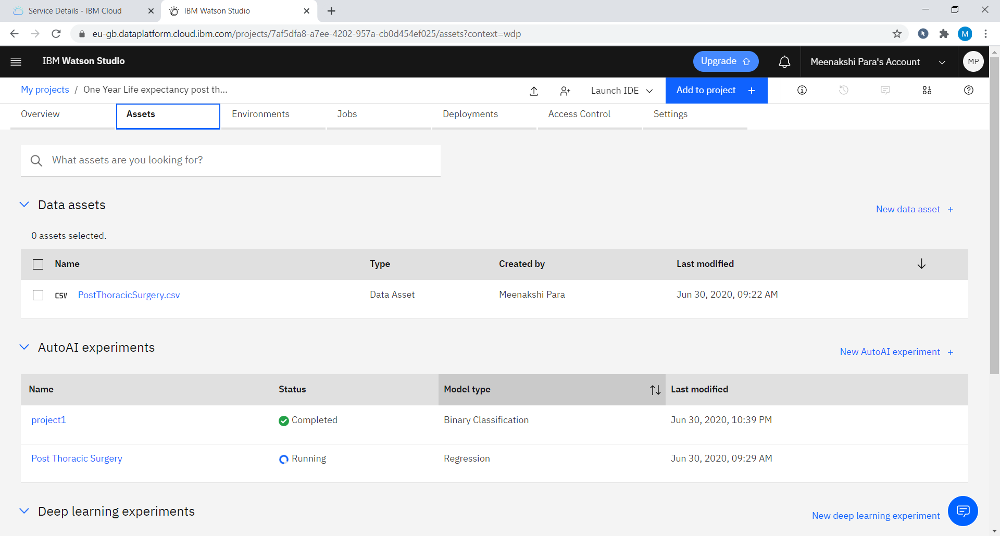 Service Details - IBM Cloud
IBM Watson Studio
eu-gb.dataplatform.cloud.ibm.com/projects/7af5dfa8-a7ee-4202-957a-cb0d454ef025/assets?context=wdp
M
IBM Watson Studio
Upgrade
Meenakshi Para's Account
MP
My projects / One Year Life expectancy post th...
Launch IDE
Add to project +
Overview
Assets
Environments
Jobs
Deployments
Access Control
Settings
What assets are you looking for?
Data assets
New data asset +
0 assets selected.
Name Type Created by Last modified
CSV PostThoracicSurgery.csv Data Asset Meenakshi Para Jun 30, 2020, 09:22 AM
AutoAI experiments
New AutoAI experiment +
Name Status Model type Last modified
project1 Completed Binary Classification Jun 30, 2020, 10:39 PM
Post Thoracic Surgery Running Regression Jun 30, 2020, 09:29 AM
Deep learning experiments
New deep learning experiment